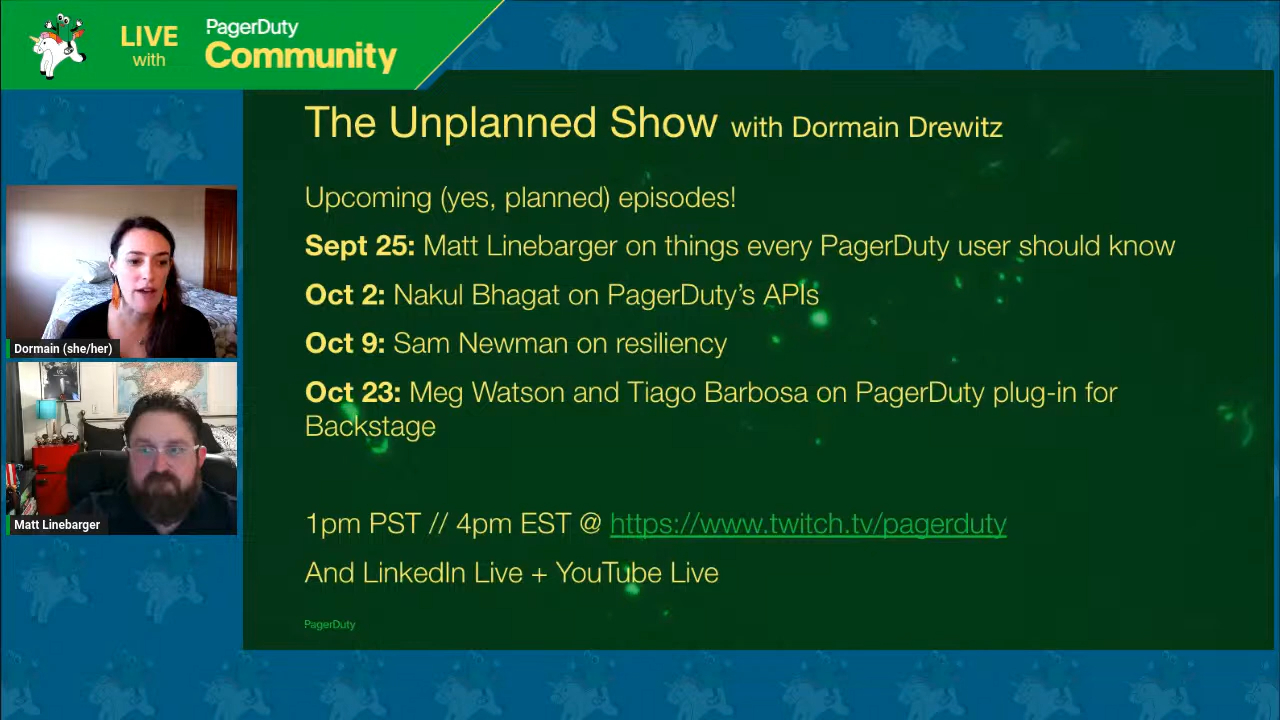 LIVE
with
PagerDuty
Community
The Unplanned Show with Dormain Drewitz
Upcoming (yes, planned) episodes!
Sept 25: Matt Linebarger on things every PagerDuty user should know
Oct 2: Nakul Bhagat on PagerDuty’s APIs
Oct 9: Sam Newman on resiliency
Oct 23: Meg Watson and Tiago Barbosa on PagerDuty plug-in for
Backstage
1pm PST // 4pm EST @ https://www.twitch.tv/pagerduty
And LinkedIn Live + YouTube Live
PagerDuty
Dormain (she/her)
Matt Linebarger